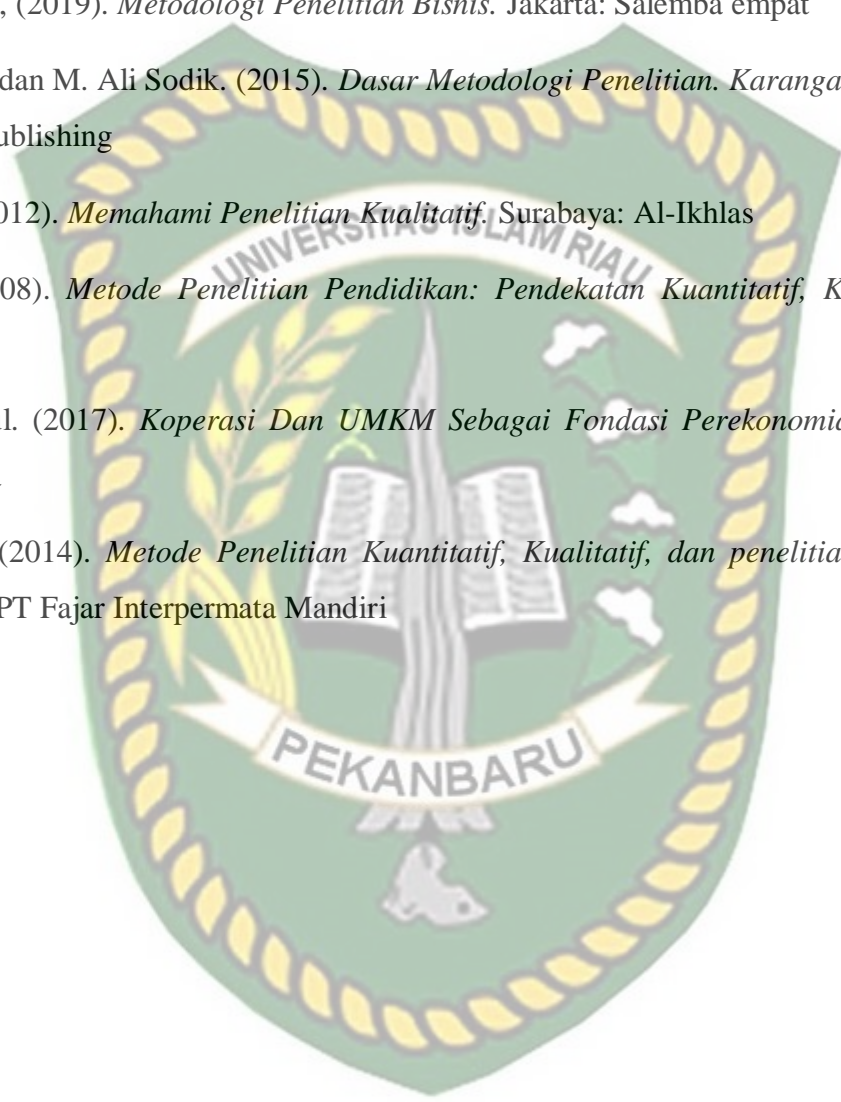 , (2019). Metodologi Penelitian Bisnis. Jakarta: Salemba empat
dan M. Ali Sodik. (2015). Dasar Metodologi Penelitian. Karanga
ublishing
012). Memahami Penelitian Kualitatif. Surabaya: Al-Ikhlas
UNIVERSITAS ISLAM RIAU
08). Metode Penelitian Pendidikan: Pendekatan Kuantitatif, K
al. (2017). Koperasi Dan UMKM Sebagai Fondasi Perekonomia
(2014). Metode Penelitian Kuantitatif, Kualitatif, dan penelitia
PT Fajar Interpermata Mandiri
PEKANBARU